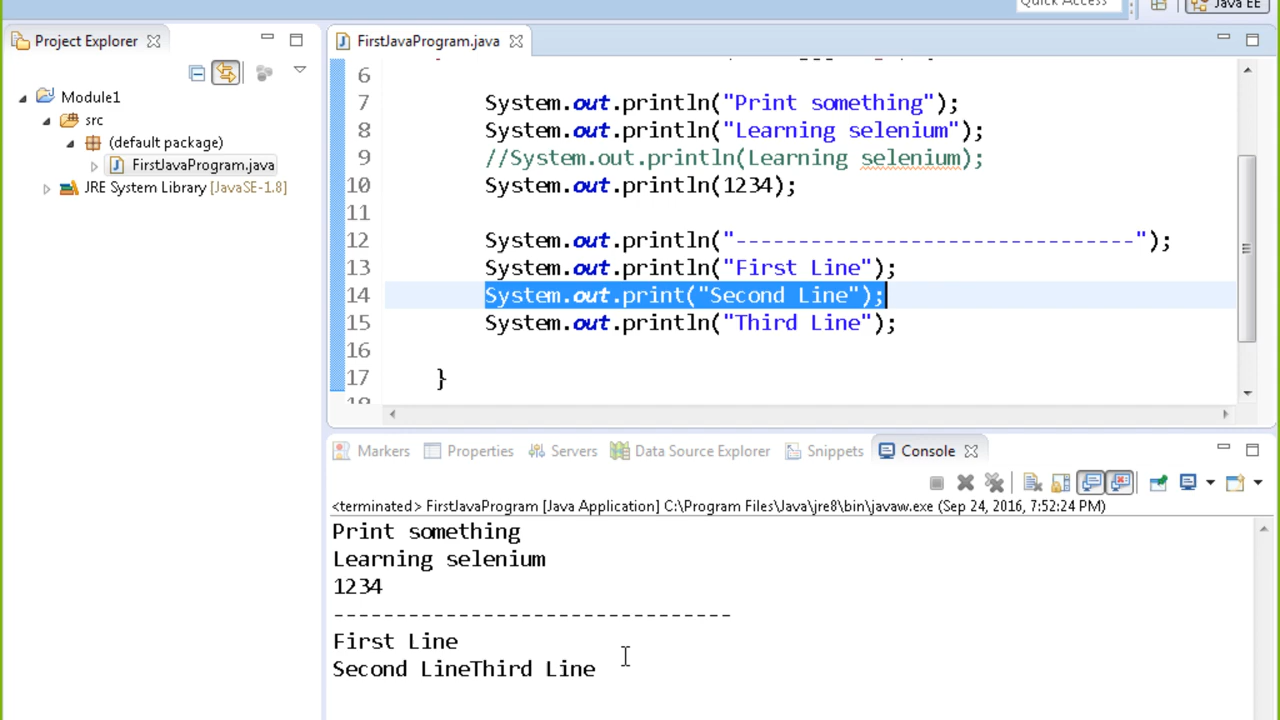 Quick Access
Java EE
Project Explorer
FirstJavaProgram.java
Module1
src
(default package)
FirstJavaProgram.java
JRE System Library [JavaSE-1.8]
6
7 System.out.println("Print something");
8 System.out.println("Learning selenium");
9 //System.out.println(Learning selenium);
10 System.out.println(1234);
11
12 System.out.println("--------------------------------");
13 System.out.println("First Line");
14 System.out.print("Second Line");
15 System.out.println("Third Line");
16
17 }
18
Markers Properties Servers Data Source Explorer Snippets Console
<terminated> FirstJavaProgram [Java Application] C:\Program Files\Java\jre8\bin\javaw.exe (Sep 24, 2016, 7:52:24 PM)
Print something
Learning selenium
1234
--------------------------------
First Line
Second LineThird Line